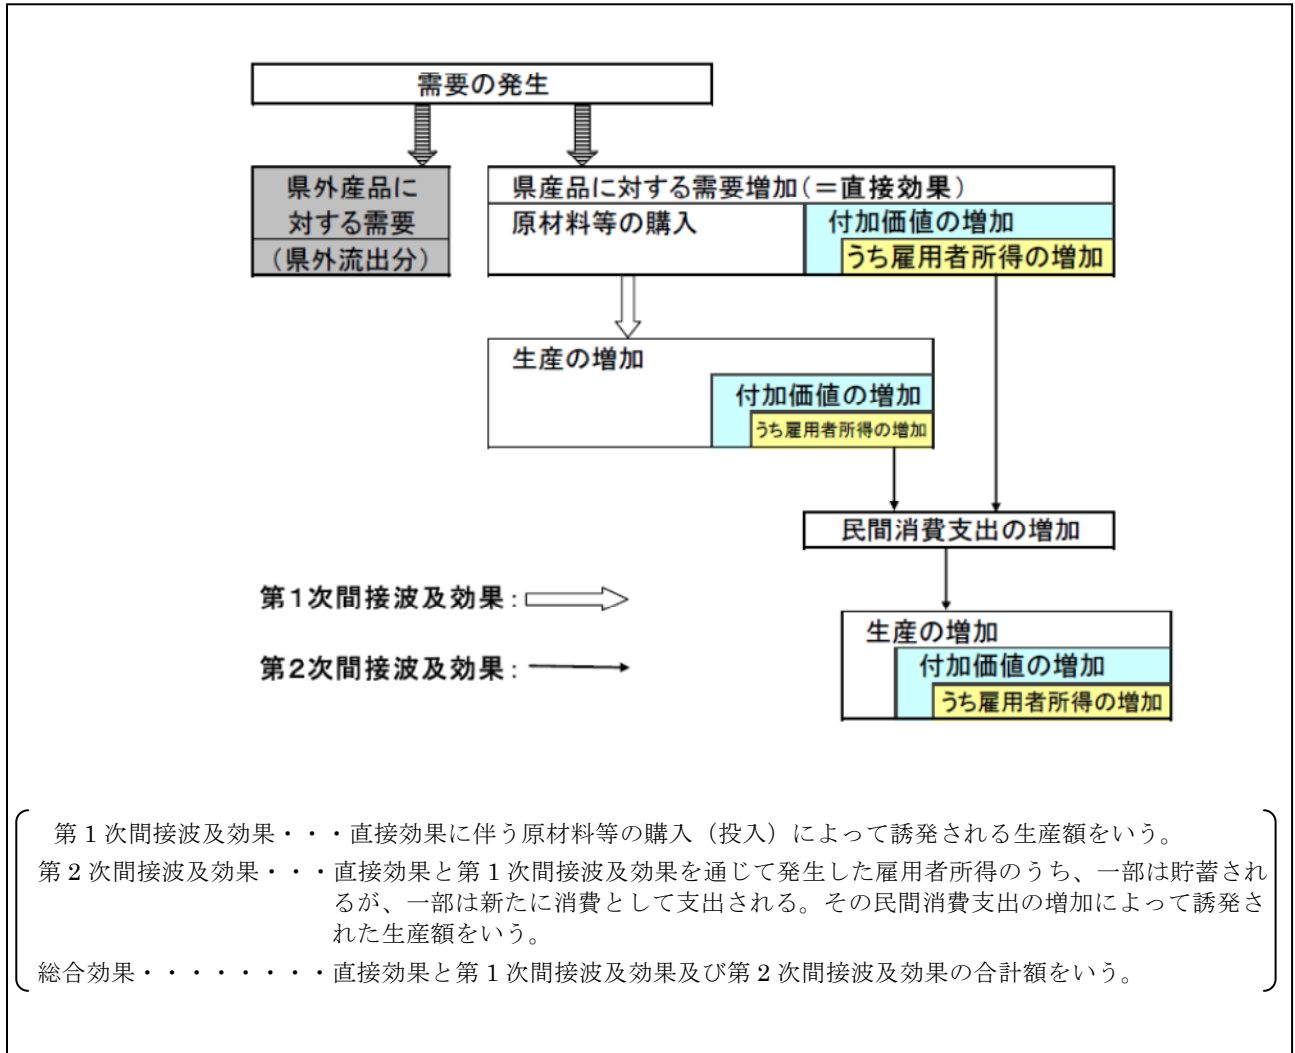 需要の発生
県外産品に
対する需要
(県外流出分)
県産品に対する需要増加(=直接効果)
原材料等の購入
付加価値の増加
うち雇用者所得の増加
生産の増加
付加価値の増加
うち雇用者所得の増加
民間消費支出の増加
第1次間接波及効果:
生産の増加
付加価値の増加
うち雇用者所得の増加
第2次間接波及効果:
第1次間接波及効果・・・直接効果に伴う原材料等の購入(投入)によって誘発される生産額をいう。
第2次間接波及効果・・・直接効果と第1次間接波及効果を通じて発生した雇用者所得のうち、一部は貯蓄され
るが、一部は新たに消費として支出される。その民間消費支出の増加によって誘発さ
れた生産額をいう。
総合効果・・・・・・・・直接効果と第1次間接波及効果及び第2次間接波及効果の合計額をいう。